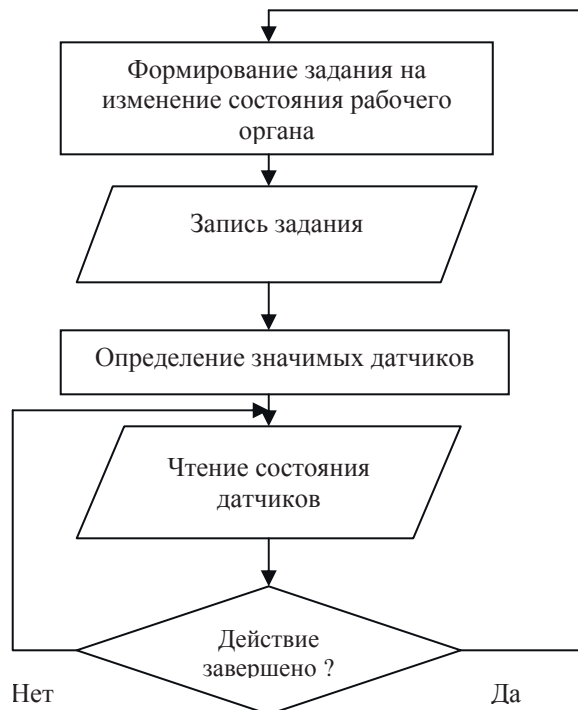 Формирование задания на
изменение состояния рабочего
органа
Запись задания
Определение значимых датчиков
Чтение состояния
датчиков
Действие
завершено ?
Нет
Да